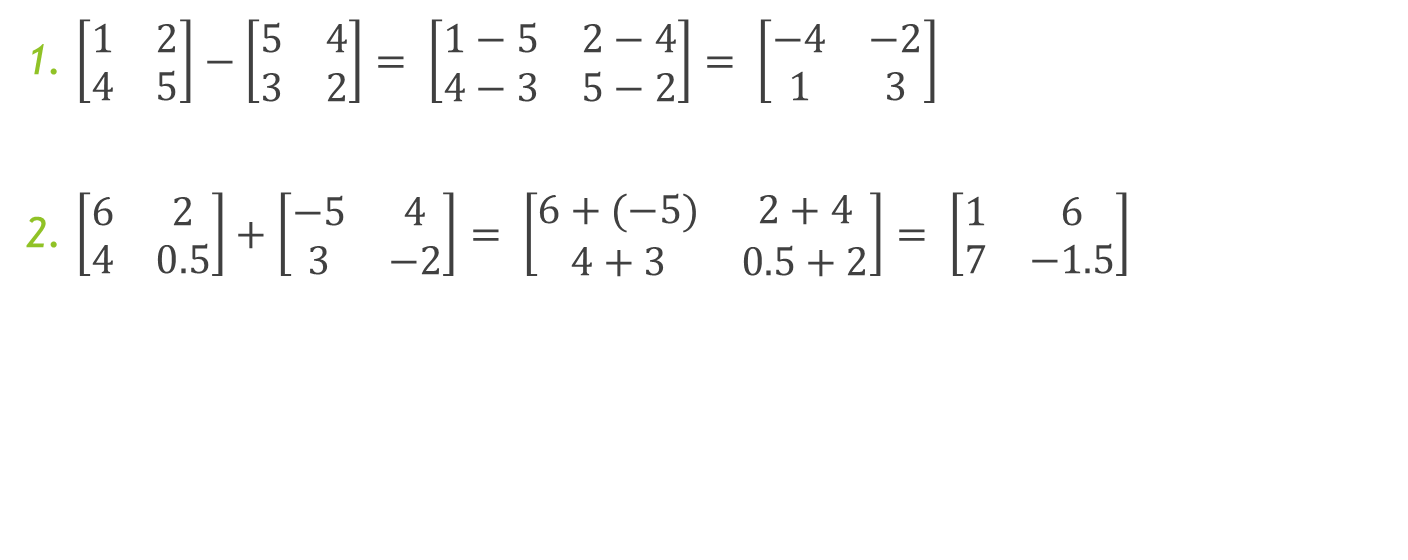 1. [1 2 4 5] − [5 4 3 2] = [1 − 5 2 − 4 4 − 3 5 − 2] = [−4 −2 1 3]
2. [6 2 4 0.5] + [−5 4 3 −2] = [6 + (−5) 2 + 4 4 + 3 0.5 + 2] = [1 6 7 −1.5]